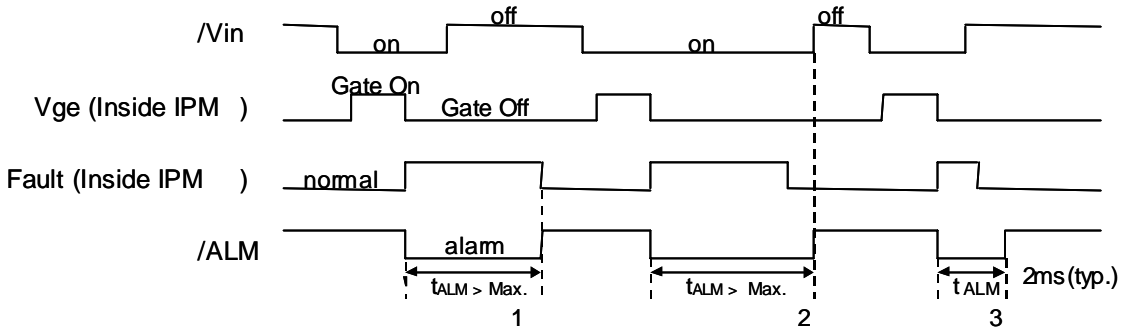 /Vin
off
on
on
off
Vge (Inside IPM )
Gate On
Gate Off
Fault (Inside IPM )
normal
/ALM
alarm
tALM > Max.
tALM > Max.
t ALM
2ms(typ.)
1
2
3